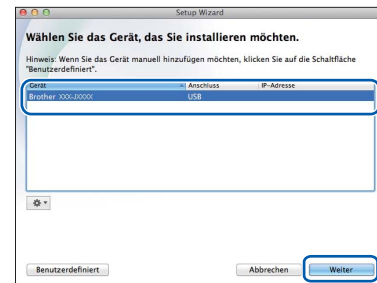 Setup Wizard
Wählen Sie das Gerät, das Sie installieren möchten.
Hinweis: Wenn Sie das Gerät manuell hinzufügen möchten, klicken Sie auf die Schaltfläche
"Benutzerdefiniert".
Gerät Anschluss IP-Adresse
Brother XXX-JXXXX USB
Benutzerdefiniert Abbrechen Weiter